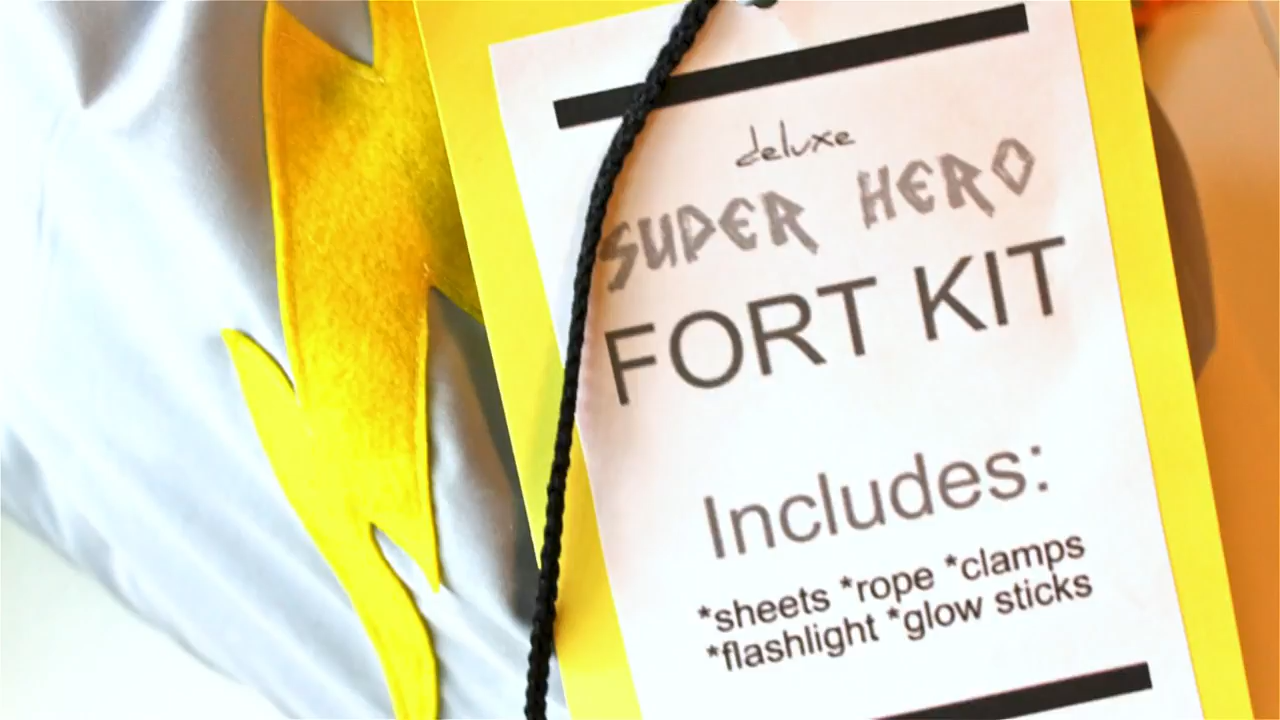 deluxe
SUPER HERO
FORT KIT
Includes:
*sheets *rope *clamps
*flashlight *glow sticks